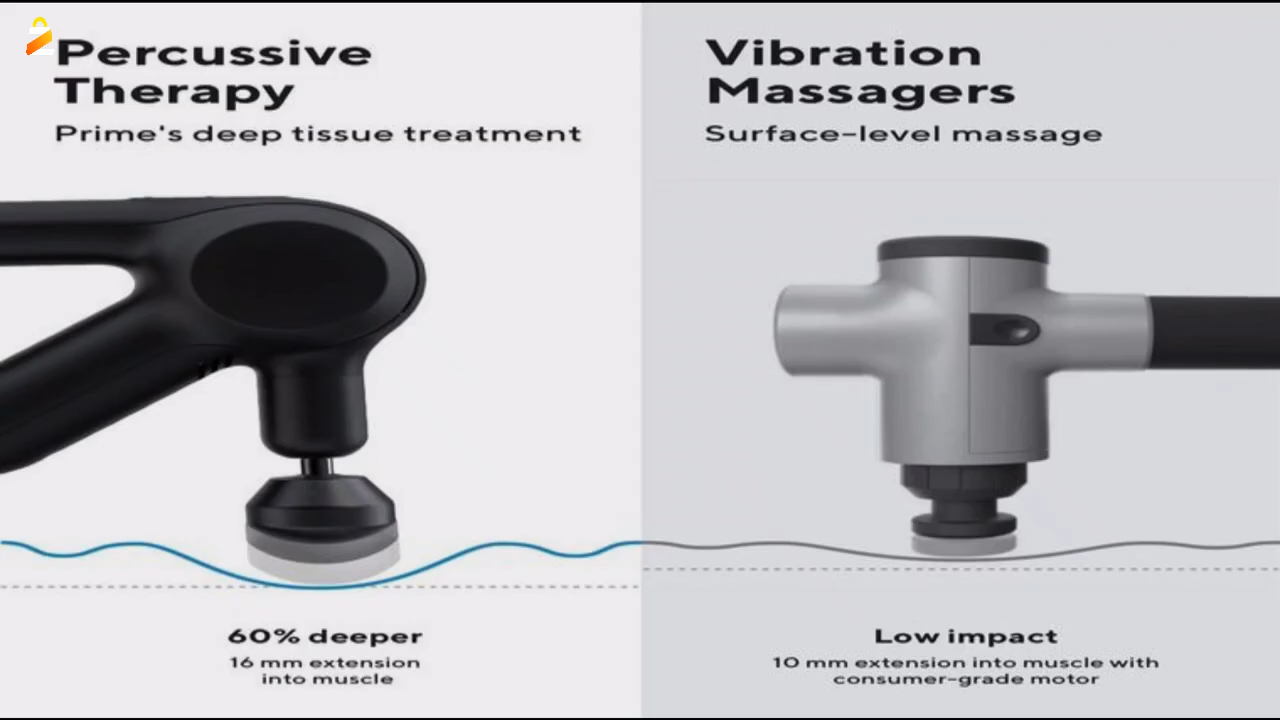 Percussive
Therapy
Prime's deep tissue treatment
Vibration
Massagers
Surface-level massage
60% deeper
16 mm extension
into muscle
Low impact
10 mm extension into muscle with
consumer-grade motor